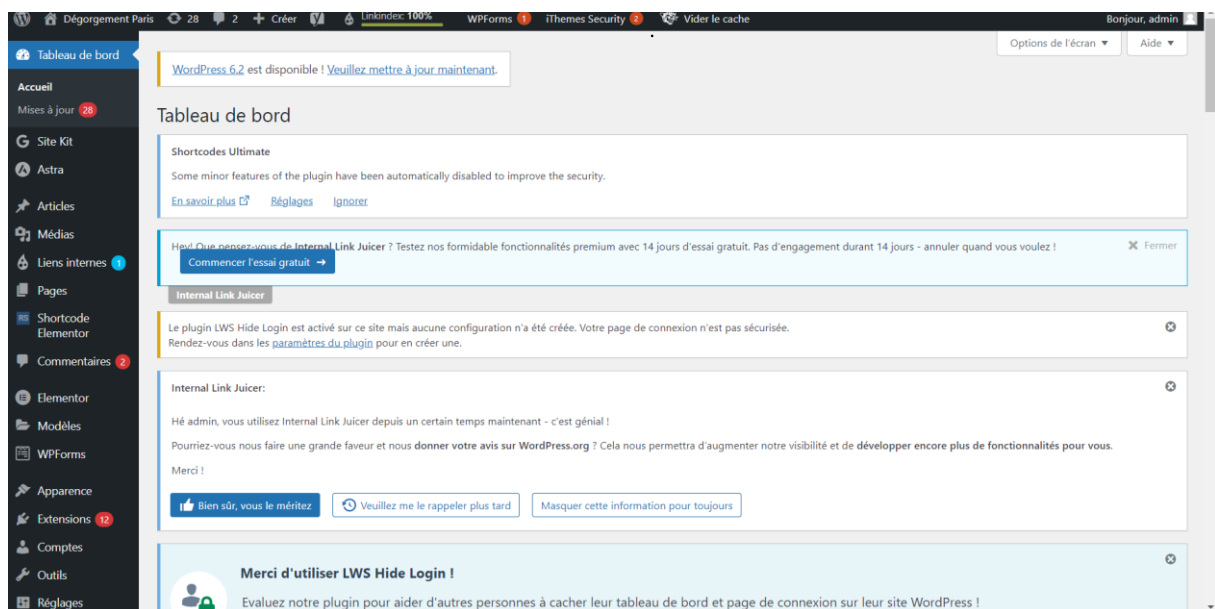 Dégorgement Paris 28 2 Créer Linkindex: 100% WPForms 1 iThemes Security 2 Vider le cache Bonjour, admin
Options de l'écran ▼ Aide ▼
Tableau de bord
Accueil
Mises à jour 28
Site Kit
Astra
Articles
Médias
Liens internes 1
Pages
Shortcode
Elementor
Commentaires 2
Elementor
Modèles
WPForms
Apparence
Extensions 12
Comptes
Outils
Réglages
WordPress 6.2 est disponible ! Veuillez mettre à jour maintenant.
Tableau de bord
Shortcodes Ultimate
Some minor features of the plugin have been automatically disabled to improve the security.
En savoir plus Réglages Ignorer
Hey! Que pensez-vous de Internal Link Juicer ? Testez nos formidable fonctionnalités premium avec 14 jours d'essai gratuit. Pas d'engagement durant 14 jours - annuler quand vous voulez ! Fermer
Commencer l'essai gratuit →
Internal Link Juicer
Le plugin LWS Hide Login est activé sur ce site mais aucune configuration n'a été créée. Votre page de connexion n'est pas sécurisée.
Rendez-vous dans les paramètres du plugin pour en créer une.
Internal Link Juicer:
Hé admin, vous utilisez Internal Link Juicer depuis un certain temps maintenant - c'est génial !
Pourriez-vous nous faire une grande faveur et nous donner votre avis sur WordPress.org ? Cela nous permettra d'augmenter notre visibilité et de développer encore plus de fonctionnalités pour vous.
Merci !
Bien sûr, vous le méritez Veuillez me le rappeler plus tard Masquer cette information pour toujours
Merci d'utiliser LWS Hide Login !
Evaluez notre plugin pour aider d'autres personnes à cacher leur tableau de bord et page de connexion sur leur site WordPress !